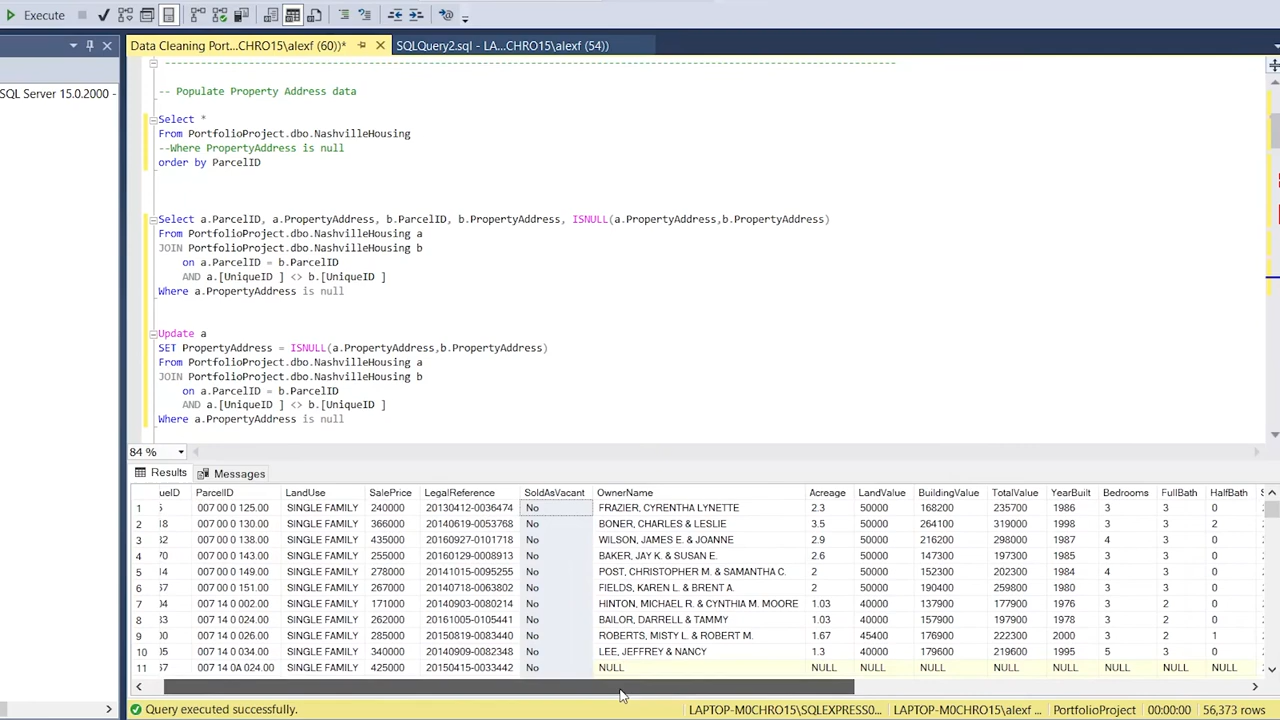 Execute
Data Cleaning Port...CHRO15\alexf (60))*
SQLQuery2.sql - LA...CHRO15\alexf (54))
SQL Server 15.0.2000 -
-- Populate Property Address data
Select *
From PortfolioProject.dbo.NashvilleHousing
--Where PropertyAddress is null
order by ParcelID
Select a.ParcelID, a.PropertyAddress, b.ParcelID, b.PropertyAddress, ISNULL(a.PropertyAddress,b.PropertyAddress)
From PortfolioProject.dbo.NashvilleHousing a
JOIN PortfolioProject.dbo.NashvilleHousing b
on a.ParcelID = b.ParcelID
AND a.[UniqueID ] <> b.[UniqueID ]
Where a.PropertyAddress is null
Update a
SET PropertyAddress = ISNULL(a.PropertyAddress,b.PropertyAddress)
From PortfolioProject.dbo.NashvilleHousing a
JOIN PortfolioProject.dbo.NashvilleHousing b
on a.ParcelID = b.ParcelID
AND a.[UniqueID ] <> b.[UniqueID ]
Where a.PropertyAddress is null
84 %
Results Messages
ueID ParcelID LandUse SalePrice LegalReference SoldAsVacant OwnerName Acreage LandValue BuildingValue TotalValue YearBuilt Bedrooms FullBath HalfBath
1 5 007 00 0 125.00 SINGLE FAMILY 240000 20130412-0036474 No FRAZIER, CYRENTHA LYNETTE 2.3 50000 168200 235700 1986 3 3 0
2 18 007 00 0 130.00 SINGLE FAMILY 366000 20140619-0053768 No BONER, CHARLES & LESLIE 3.5 50000 264100 319000 1998 3 3 2
3 32 007 00 0 138.00 SINGLE FAMILY 435000 20160927-0101718 No WILSON, JAMES E. & JOANNE 2.9 50000 216200 298000 1987 4 3 0
4 70 007 00 0 143.00 SINGLE FAMILY 255000 20160129-0008913 No BAKER, JAY K. & SUSAN E. 2.6 50000 147300 197300 1985 3 3 0
5 14 007 00 0 149.00 SINGLE FAMILY 278000 20141015-0095255 No POST, CHRISTOPHER M. & SAMANTHA C. 2 50000 152300 202300 1984 4 3 0
6 57 007 00 0 151.00 SINGLE FAMILY 267000 20140718-0063802 No FIELDS, KAREN L. & BRENT A. 2 50000 190400 259800 1980 3 3 0
7 04 007 14 0 002.00 SINGLE FAMILY 171000 20140903-0080214 No HINTON, MICHAEL R. & CYNTHIA M. MOORE 1.03 40000 137900 177900 1976 3 2 0
8 33 007 14 0 024.00 SINGLE FAMILY 262000 20161005-0105441 No BAILOR, DARRELL & TAMMY 1.03 40000 157900 197900 1978 3 2 0
9 00 007 14 0 026.00 SINGLE FAMILY 285000 20150819-0083440 No ROBERTS, MISTY L. & ROBERT M. 1.67 45400 176900 222300 2000 3 2 1
10 05 007 14 0 034.00 SINGLE FAMILY 340000 20140909-0082348 No LEE, JEFFREY & NANCY 1.3 40000 179600 219600 1995 5 3 0
11 57 007 14 0A 024.00 SINGLE FAMILY 425000 20150415-0033442 No NULL NULL NULL NULL NULL NULL NULL NULL NULL
Query executed successfully.
LAPTOP-M0CHRO15\SQLEXPRESS0... LAPTOP-M0CHRO15\alexf ... PortfolioProject 00:00:00 56,373 rows